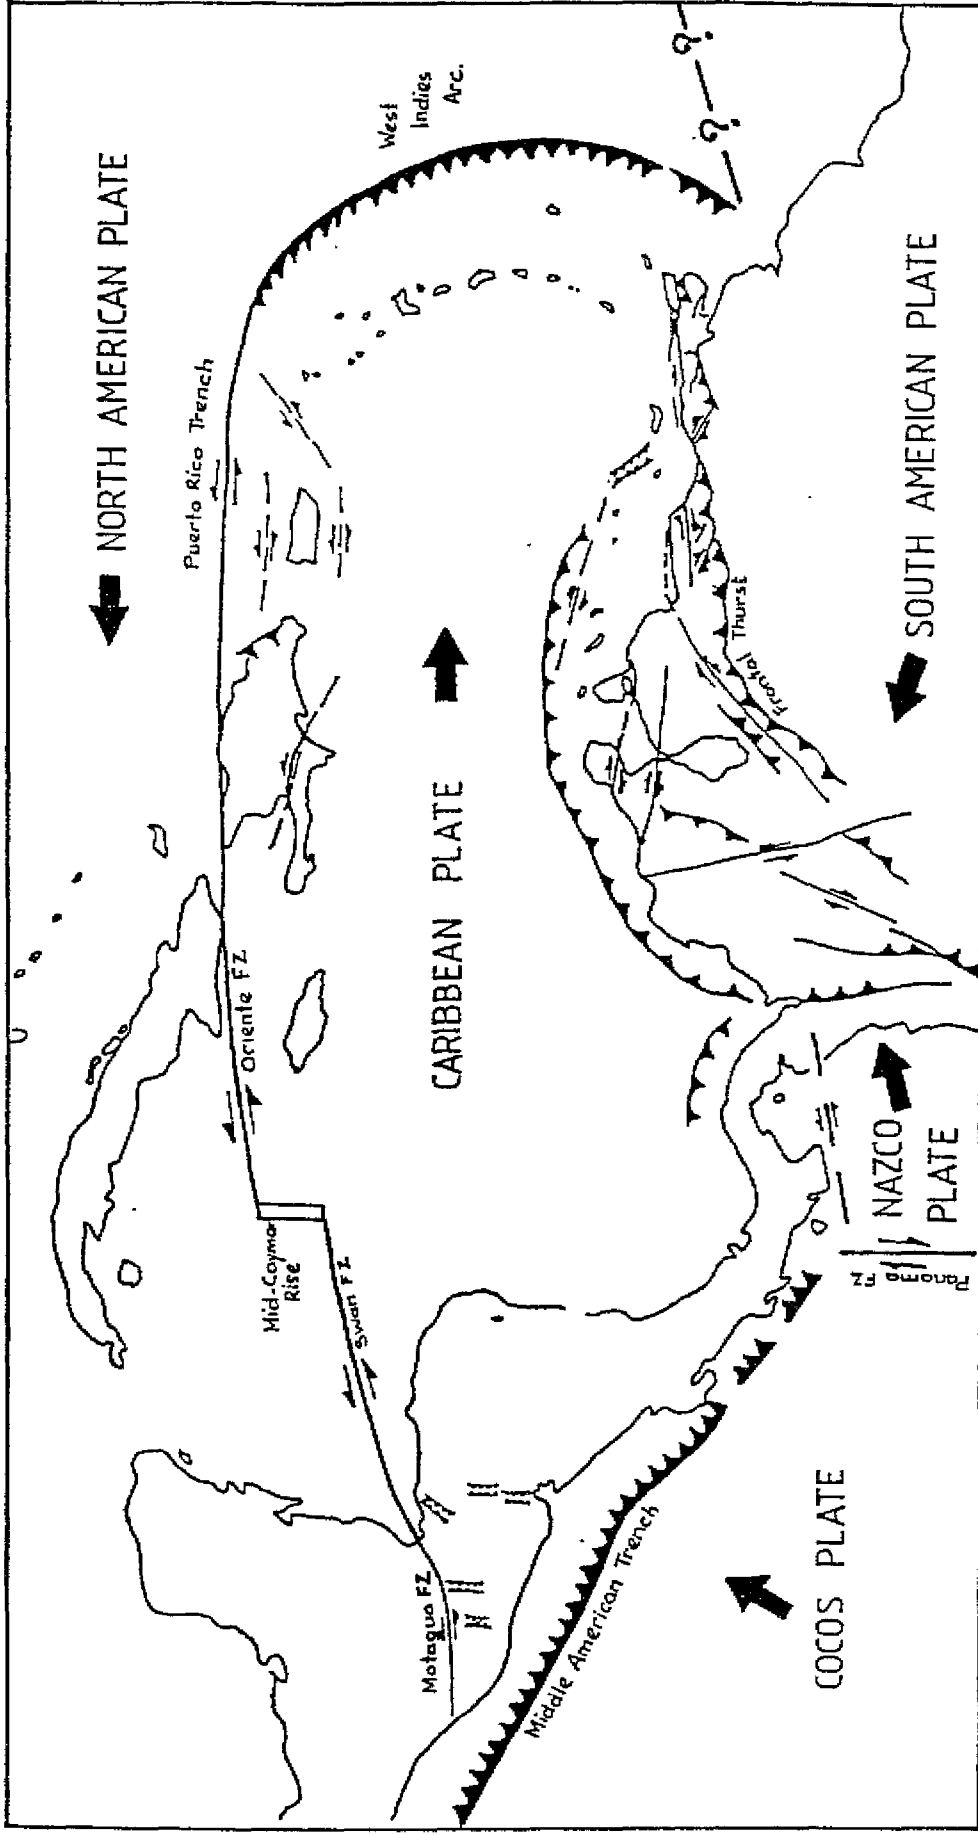 NORTH AMERICAN PLATE
Puerto Rico Trench
West
Indies
Arc.
?
?
Oriente FZ
Mid-Cayma
Rise
Swan FZ
Motagua FZ
CARIBBEAN PLATE
Middle American Trench
COCOS PLATE
Panama
FZ
NAZCO
PLATE
Frontal Thurst
SOUTH AMERICAN PLATE